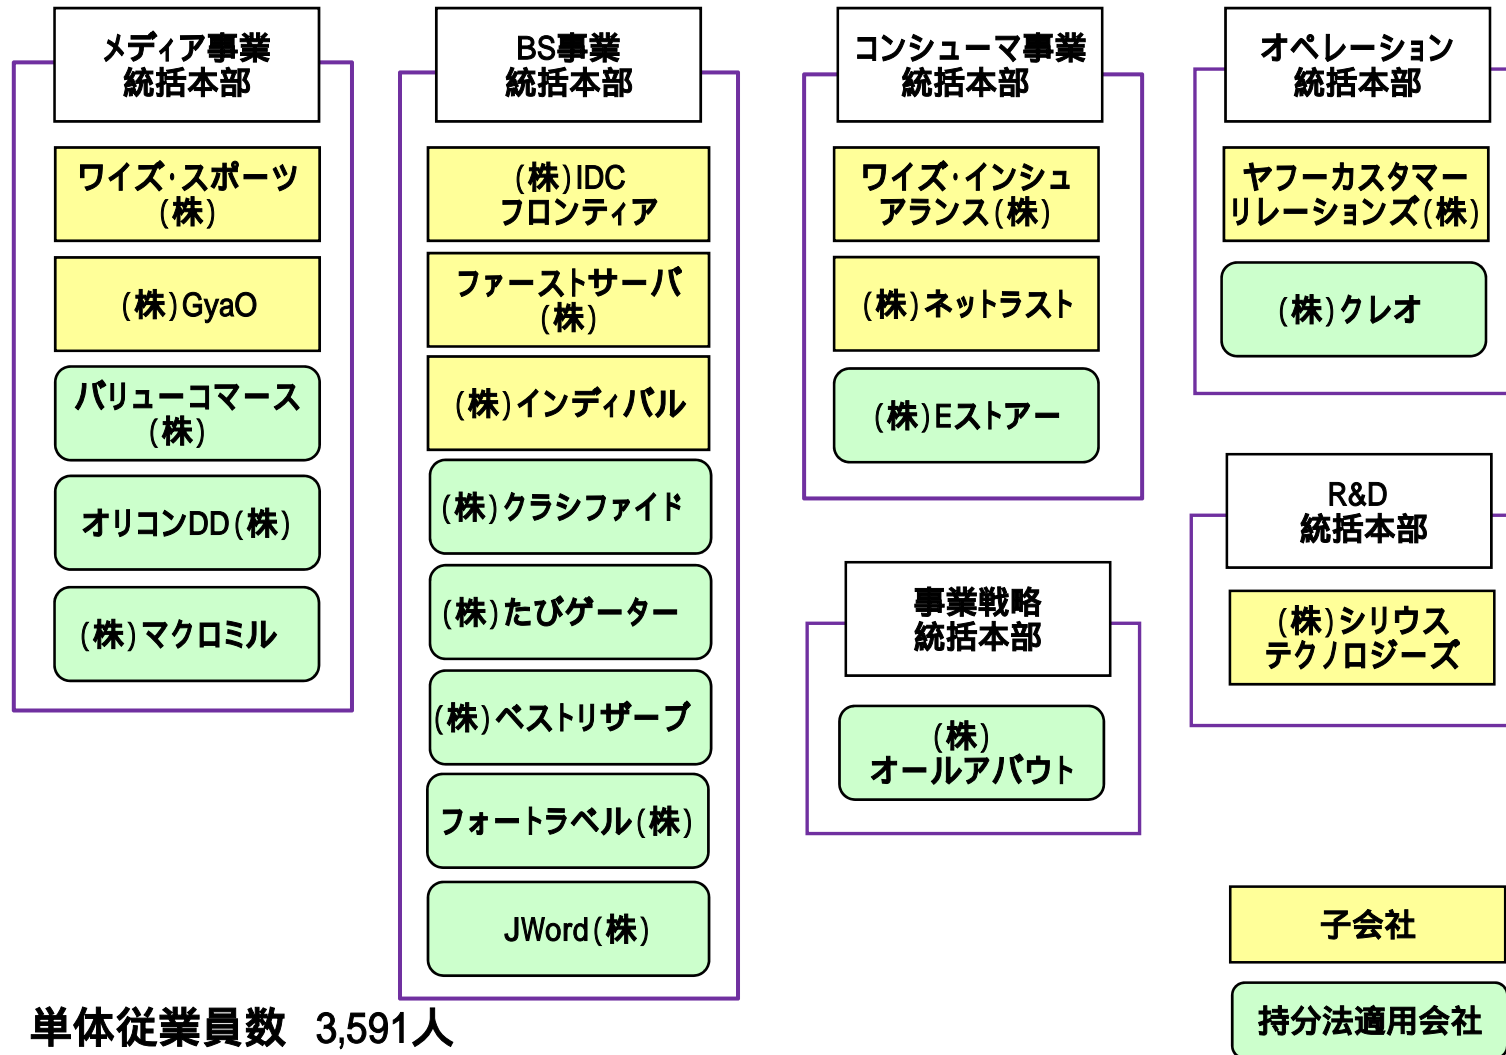 メディア事業
統括本部
ワイズ・スポーツ
(株)
(株)GyaO
バリューコマース
(株)
オリコンDD(株)
(株)マクロミル
BS事業
統括本部
(株)IDC
フロンティア
ファーストサーバ
(株)
(株)インディバル
(株)クラシファイド
(株)たびゲーター
(株)ベストリザーブ
フォートラベル(株)
JWord(株)
コンシューマ事業
統括本部
ワイズ・インシュ
アランス(株)
(株)ネットラスト
(株)Eストアー
事業戦略
統括本部
(株)
オールアバウト
オペレーション
統括本部
ヤフーカスタマー
リレーションズ(株)
(株)クレオ
R&D
統括本部
(株)シリウス
テクノロジーズ
子会社
持分法適用会社
単体従業員数 3,591人